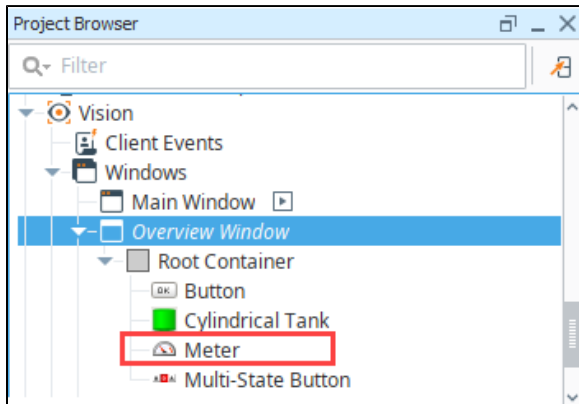 Project Browser
Filter
Vision
Client Events
Windows
Main Window
Overview Window
Root Container
OK Button
Cylindrical Tank
Meter
Multi-State Button